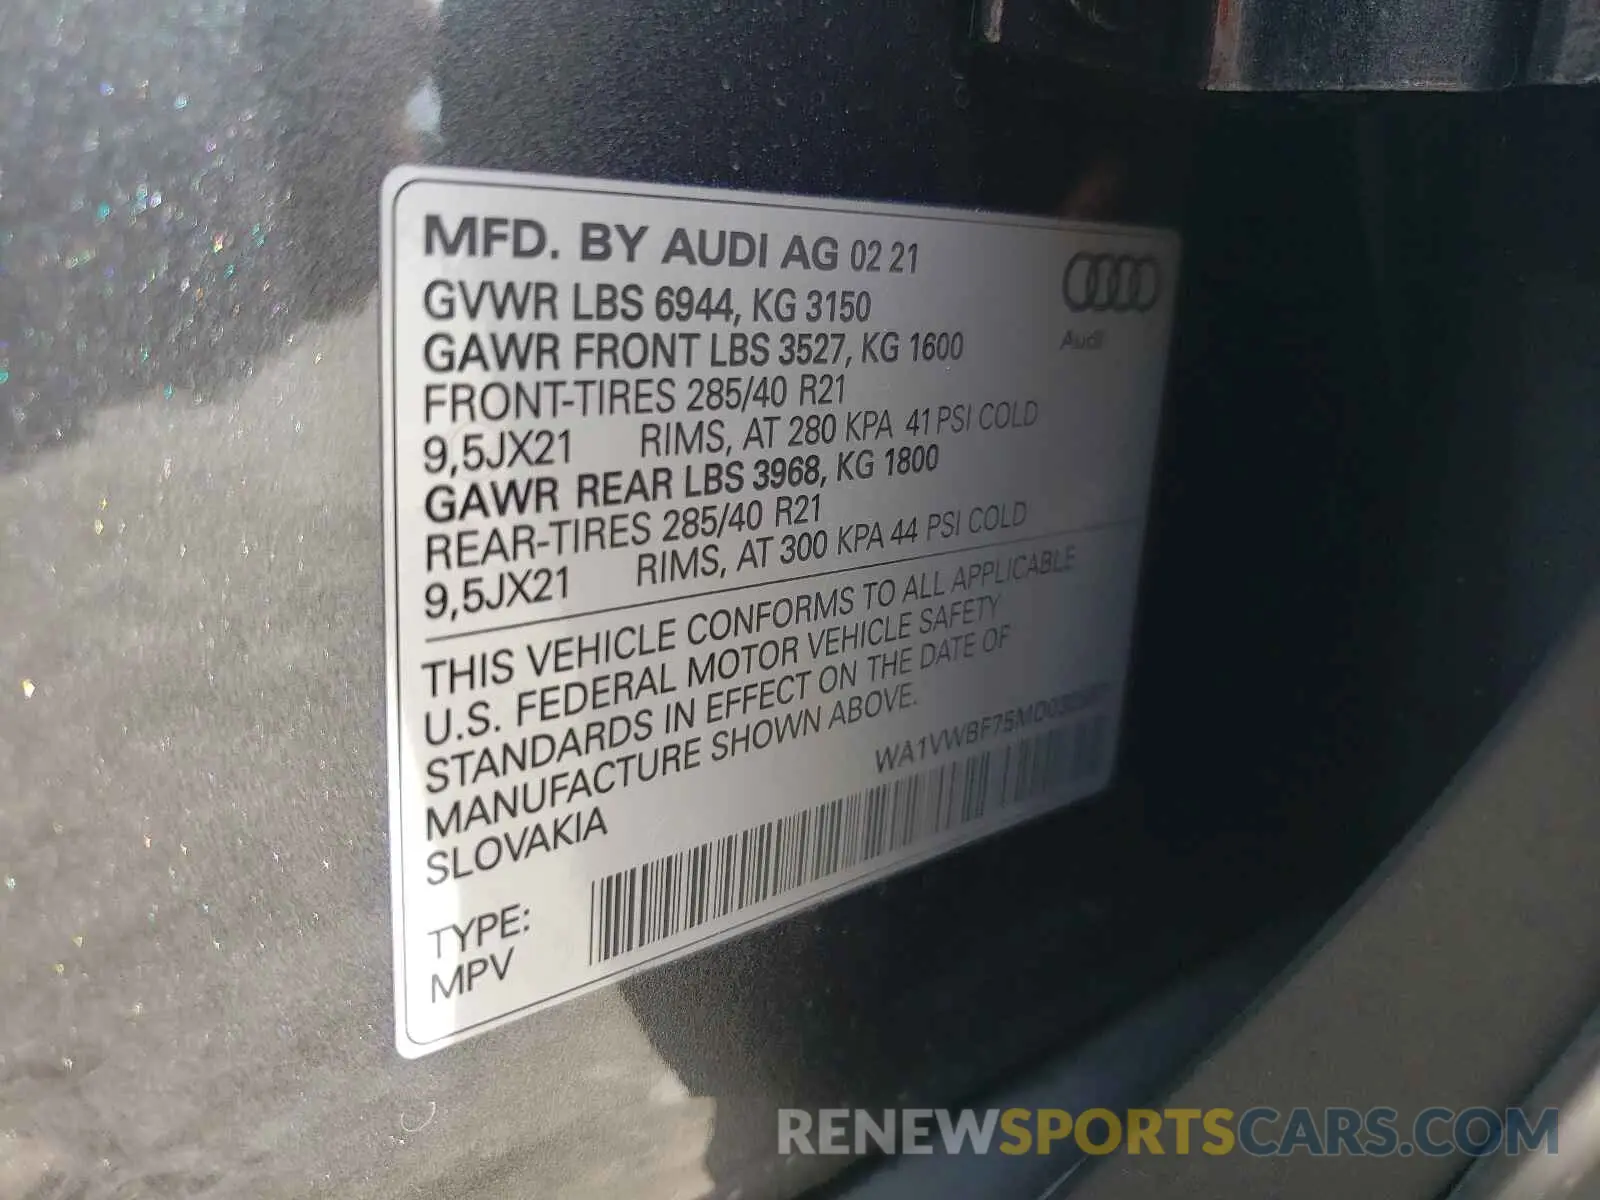 MFD. BY AUDI AG 02 21
GVWR LBS 6944, KG 3150
GAWR FRONT LBS 3527, KG 1600
FRONT-TIRES 285/40 R21
9,5JX21 RIMS, AT 280 KPA 41 PSI COLD
GAWR REAR LBS 3968, KG 1800
REAR-TIRES 285/40 R21
9,5JX21 RIMS, AT 300 KPA 44 PSI COLD
Audi
THIS VEHICLE CONFORMS TO ALL APPLICABLE
U.S. FEDERAL MOTOR VEHICLE SAFETY
STANDARDS IN EFFECT ON THE DATE OF
MANUFACTURE SHOWN ABOVE.
SLOVAKIA
TYPE:
MPV
RENEWSPORTSCARS.COM